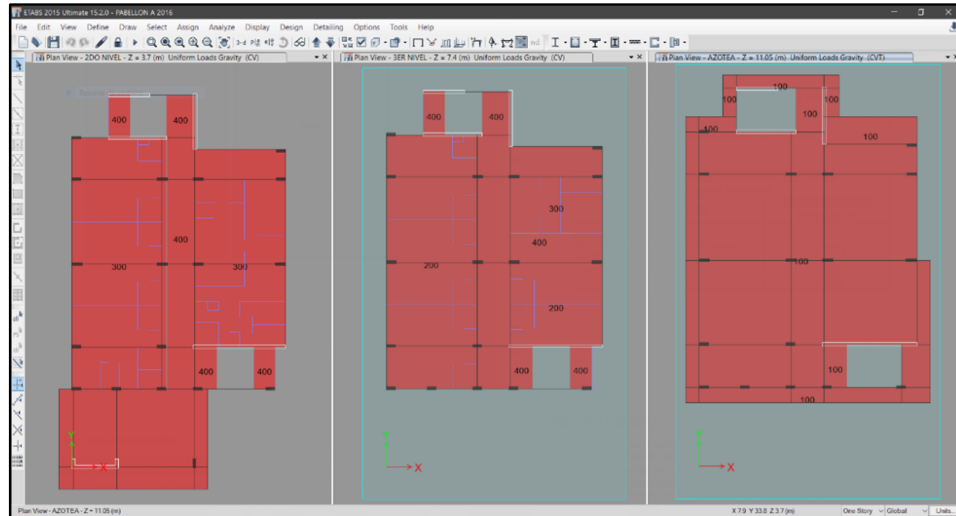 ETABS 2015 Ultimate 15.2.0 - PABELLON A 2016
File Edit View Define Draw Select Assign Analyze Display Design Detailing Options Tools Help
Plan View - 2DO NIVEL - Z = 3.7 (m) Uniform Loads Gravity (CV)
Plan View - 3ER NIVEL - Z = 7.4 (m) Uniform Loads Gravity (CV)
Plan View - AZOTEA - Z = 11.05 (m) Uniform Loads Gravity (CVT)
400 400
400
300 300
400 400
Y
X
400 400
300
400
200
200
400 400
Y
X
100
100 100
100
400 100
100
100
100
Y
X
Plan View - AZOTEA - Z = 11.05 (m)
X 7.9 Y 33.8 Z 3.7 (m)
One Story
Global
Units...